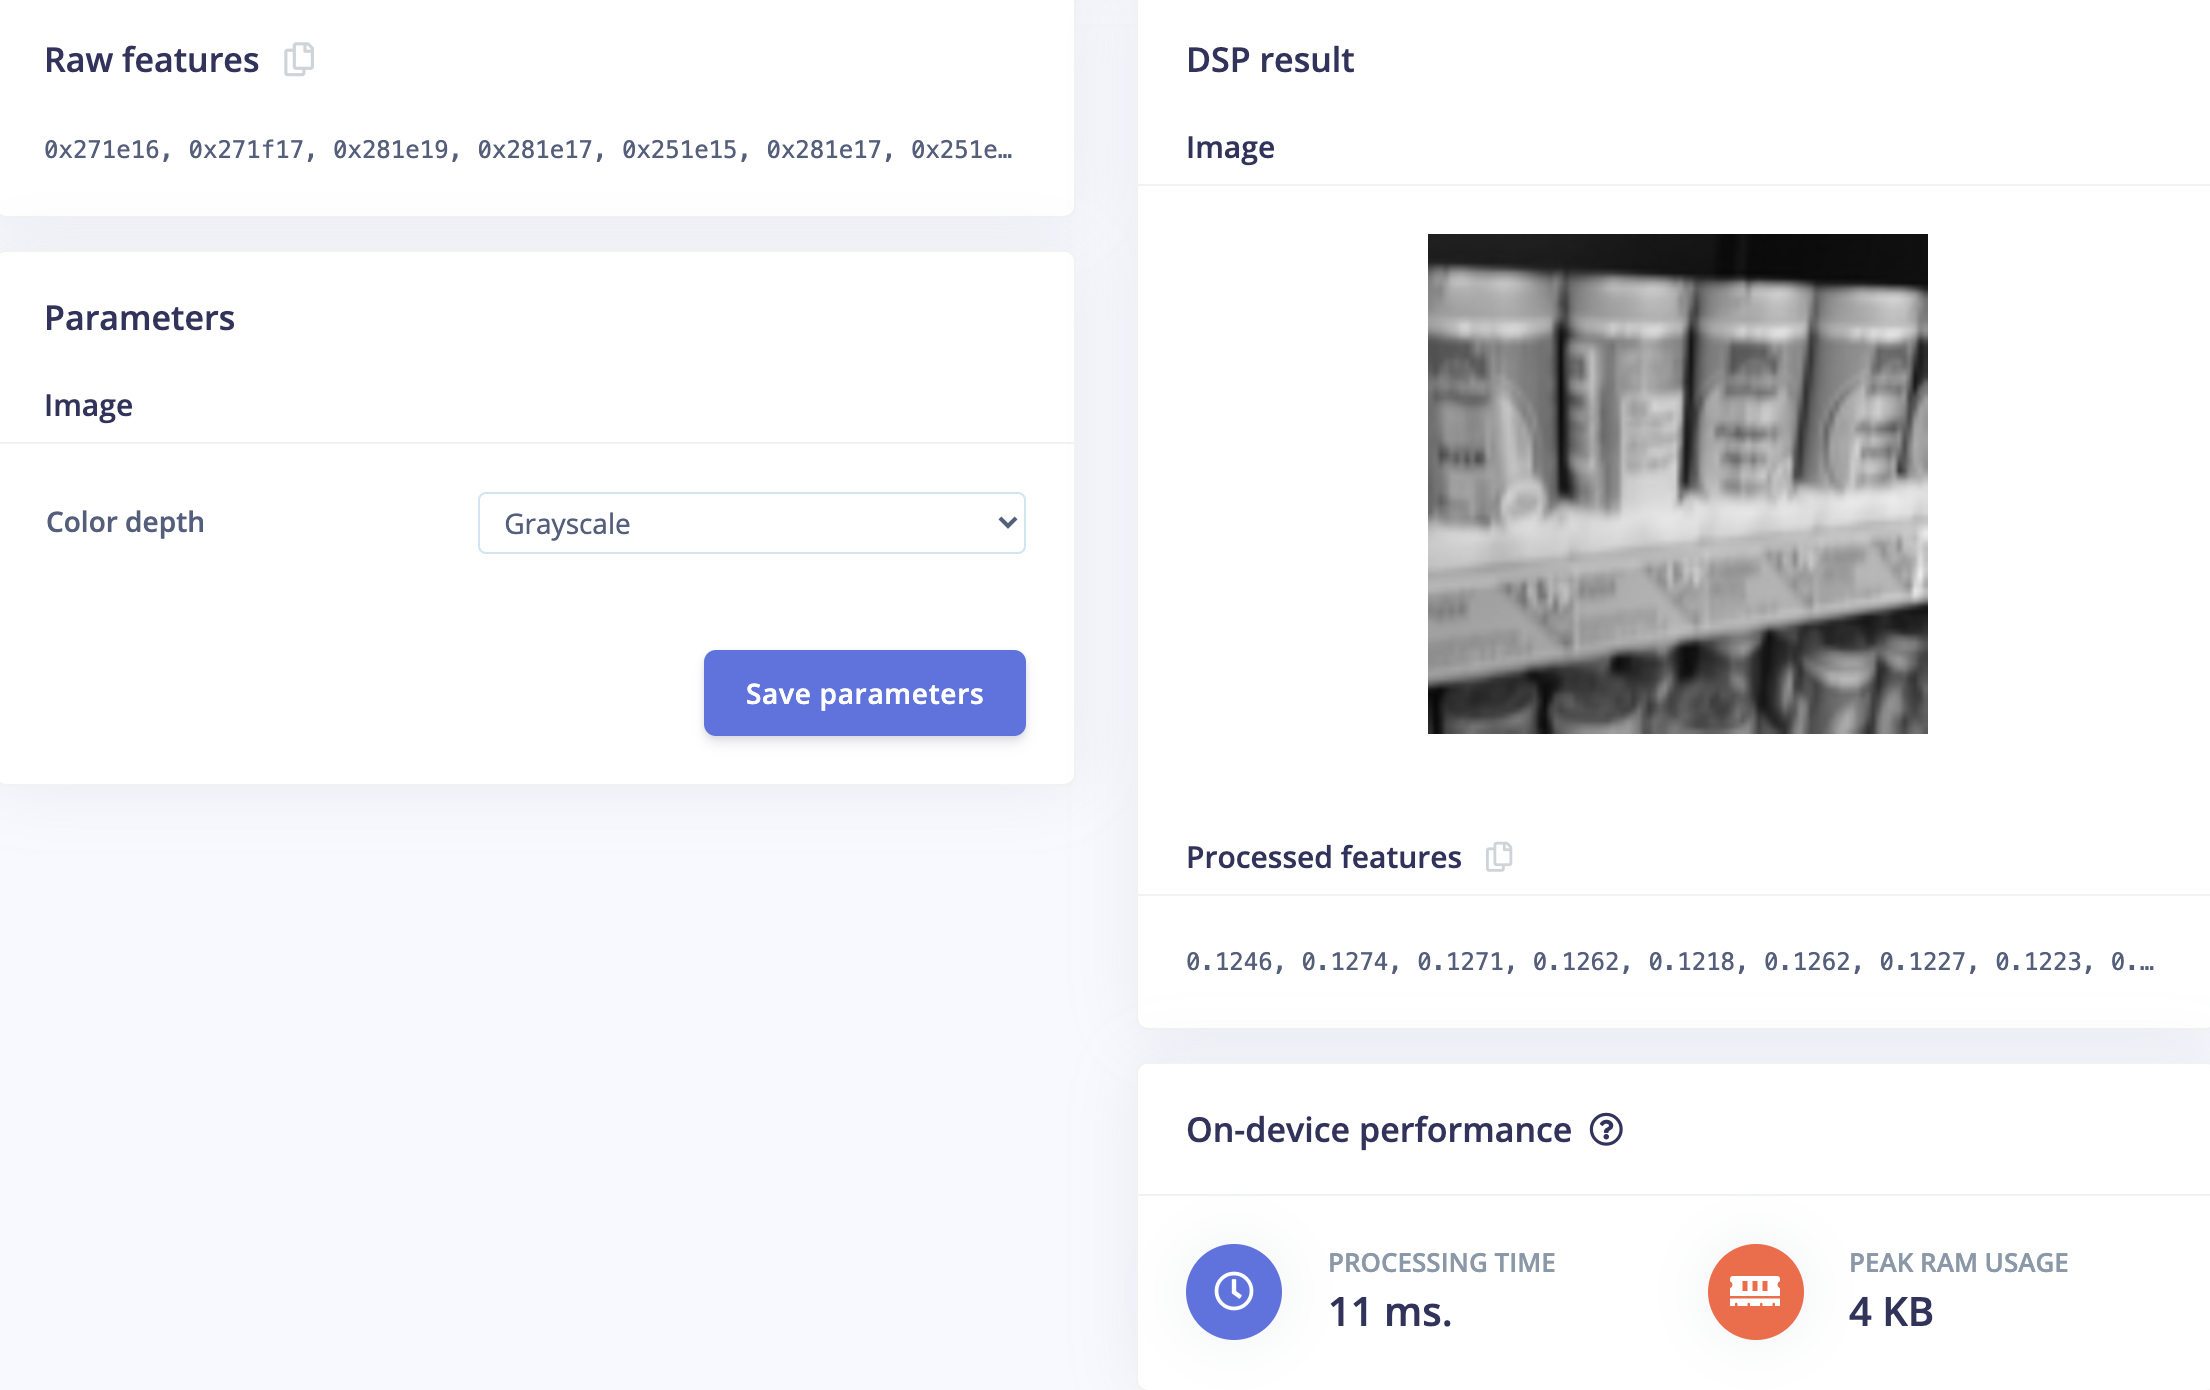 Raw features
0x271e16, 0x271f17, 0x281e19, 0x281e17, 0x251e15, 0x281e17, 0x251e…
Parameters
Image
Color depth
Grayscale
Save parameters
DSP result
Image
Processed features
0.1246, 0.1274, 0.1271, 0.1262, 0.1218, 0.1262, 0.1227, 0.1223, 0.…
On-device performance
PROCESSING TIME
11 ms.
PEAK RAM USAGE
4 KB